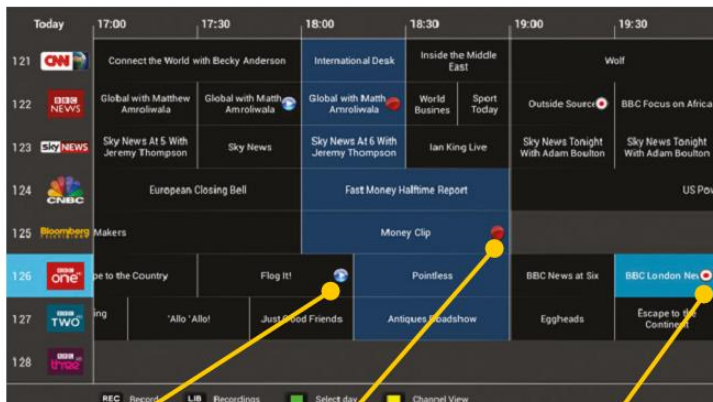 Today 17:00 17:30 18:00 18:30 19:00 19:30
121 CNN Connect the World with Becky Anderson International Desk Inside the Middle East Wolf
122 BBC NEWS Global with Matthew Amroliwala Global with Matth Amroliwala Global with Matth Amroliwala World Busines Sport Today Outside Source BBC Focus on Africa
123 sky NEWS Sky News At 5 With Jeremy Thompson Sky News Sky News At 6 With Jeremy Thompson Ian King Live Sky News Tonight With Adam Boulton Sky News Tonight With Adam Boulton
124 CNBC European Closing Bell Fast Money Halftime Report US Pow
125 Bloomberg Makers Money Clip
126 BBC one pe to the Country Flog It! Pointless BBC News at Six BBC London New
127 BBC TWO ing 'Allo 'Allo! Just Good Friends Antiques Roadshow Eggheads Escape to the Continent
128 BBC three
REC Record LIB Recordings Select day Channel View